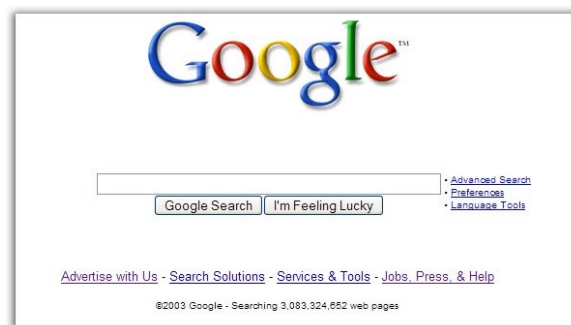 Google™
• Advanced Search
• Preferences
• Language Tools
Google Search I'm Feeling Lucky
Advertise with Us - Search Solutions - Services & Tools - Jobs, Press, & Help
©2003 Google - Searching 3,083,324,652 web pages